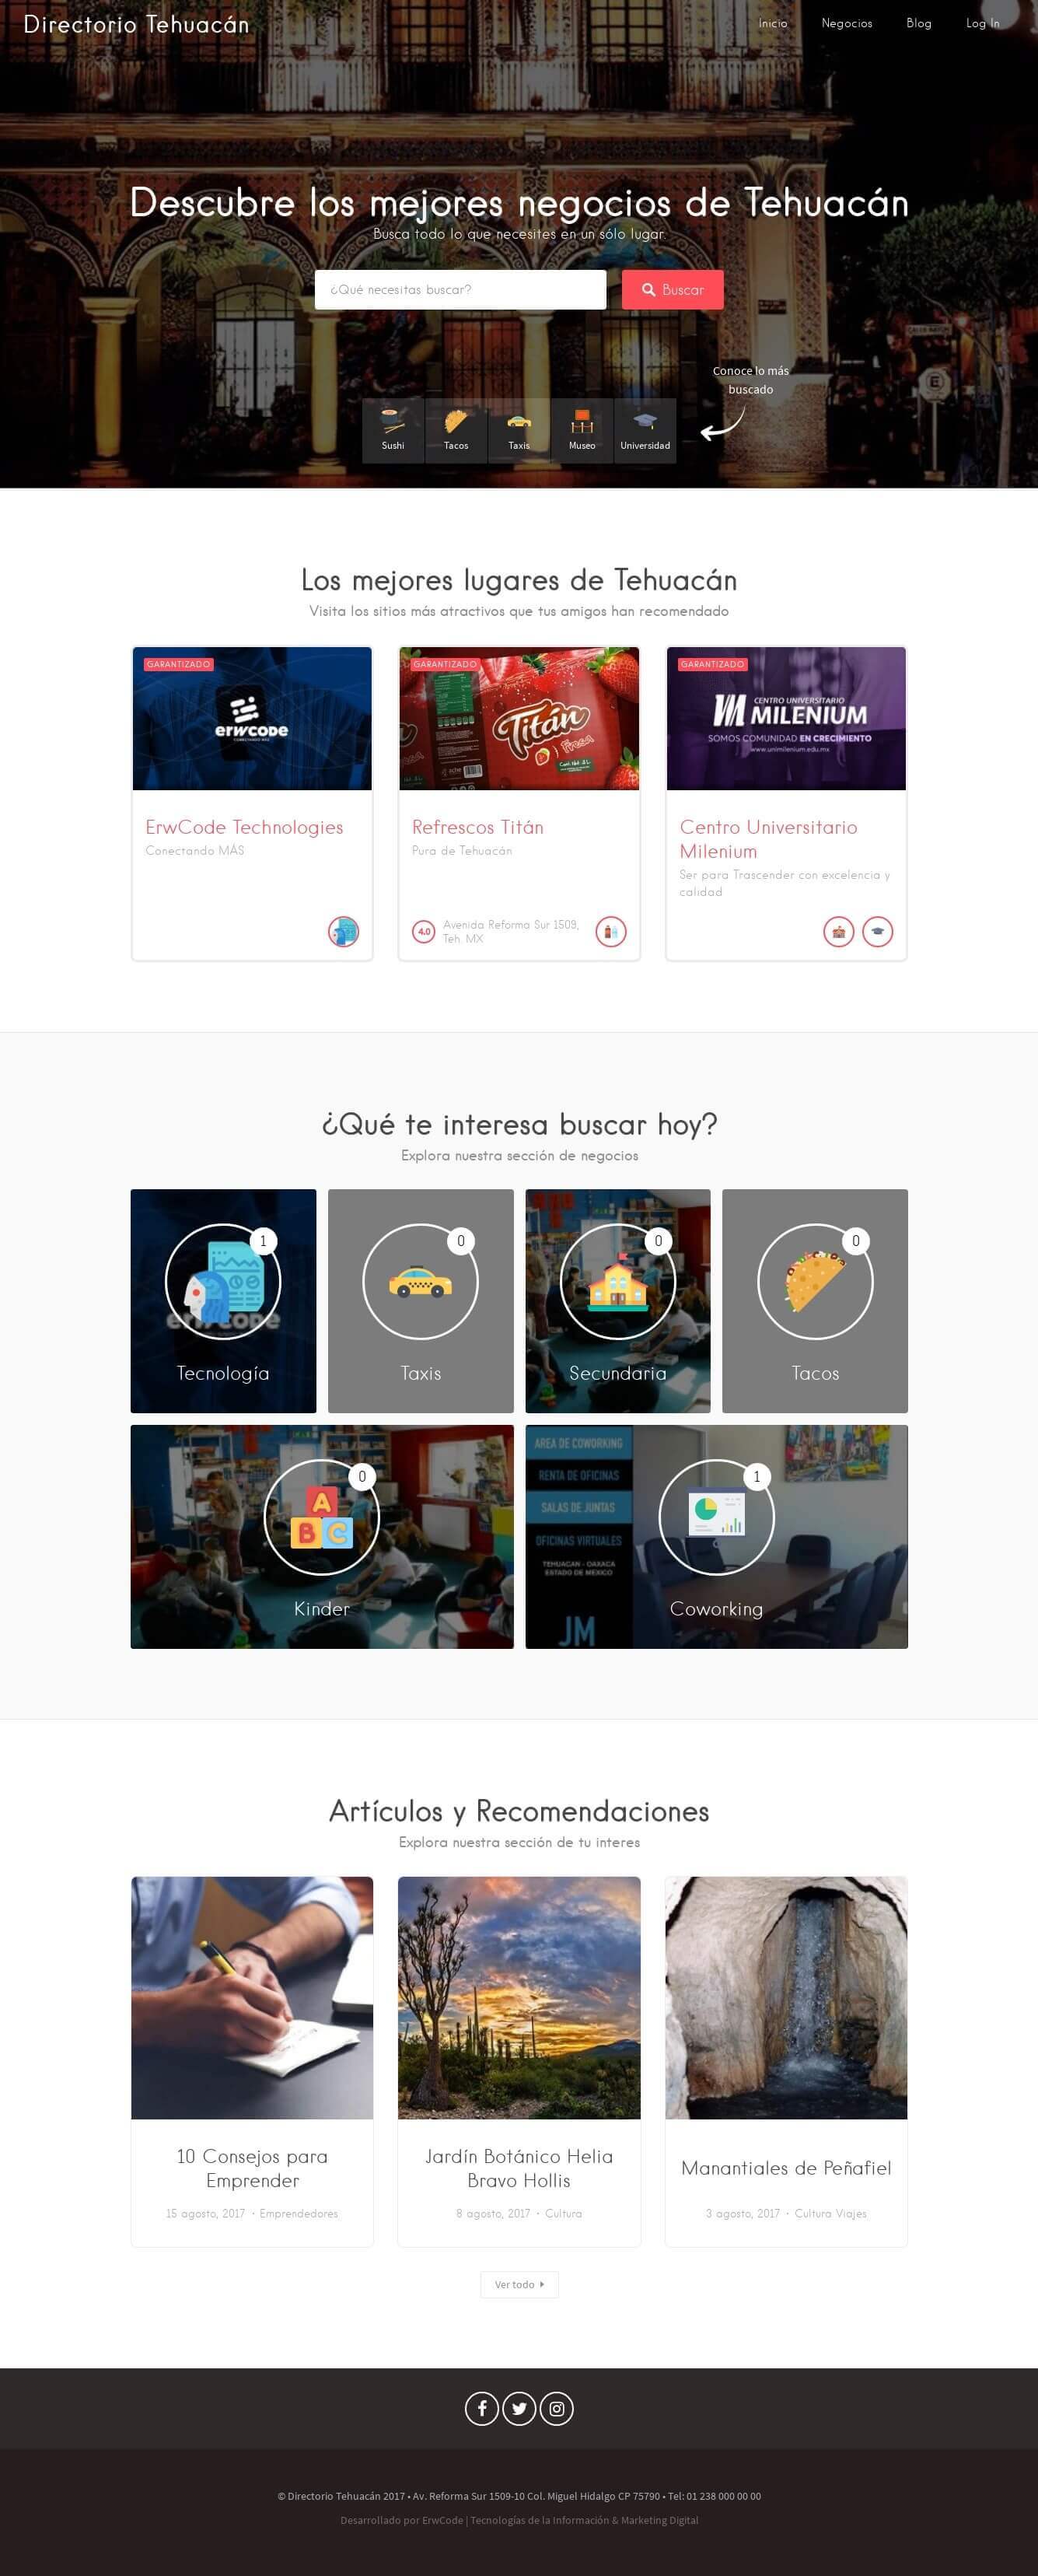 Directorio Tehuacán
Inicio
Negocios
Blog
Log In
Descubre los mejores negocios de Tehuacán
Busca todo lo que necesites en un sólo lugar.
¿Qué necesitas buscar?
Buscar
Conoce lo más
buscado
Sushi
Tacos
Taxis
Museo
Universidad
Los mejores lugares de Tehuacán
Visita los sitios más atractivos que tus amigos han recomendado
GARANTIZADO
erwcode
ErwCode Technologies
Conectando MÁS
GARANTIZADO
Titán
Fresa
Refrescos Titán
Pura de Tehuacán
4.0
Avenida Reforma Sur 1509,
Teh. MX
GARANTIZADO
CENTRO UNIVERSITARIO
MILENIUM
SOMOS COMUNIDAD EN CRECIMIENTO
www.unimilenium.edu.mx
Centro Universitario
Milenium
Ser para Trascender con excelencia y
calidad
¿Qué te interesa buscar hoy?
Explora nuestra sección de negocios
1
erwcode
Tecnología
0
Taxis
0
Secundaria
0
Tacos
0
A
B C
Kinder
AREA DE COWORKING
RENTA DE OFICINAS
SALAS DE JUNTAS
OFICINAS VIRTUALES
TEHUACAN - OAXACA
ESTADO DE MEXICO
JM
1
Coworking
Artículos y Recomendaciones
Explora nuestra sección de tu interes
10 Consejos para
Emprender
15 agosto, 2017 · Emprendedores
Jardín Botánico Helia
Bravo Hollis
8 agosto, 2017 · Cultura
Manantiales de Peñafiel
3 agosto, 2017 · Cultura Viajes
Ver todo
© Directorio Tehuacán 2017 • Av. Reforma Sur 1509-10 Col. Miguel Hidalgo CP 75790 • Tel: 01 238 000 00 00
Desarrollado por ErwCode | Tecnologías de la Información & Marketing Digital